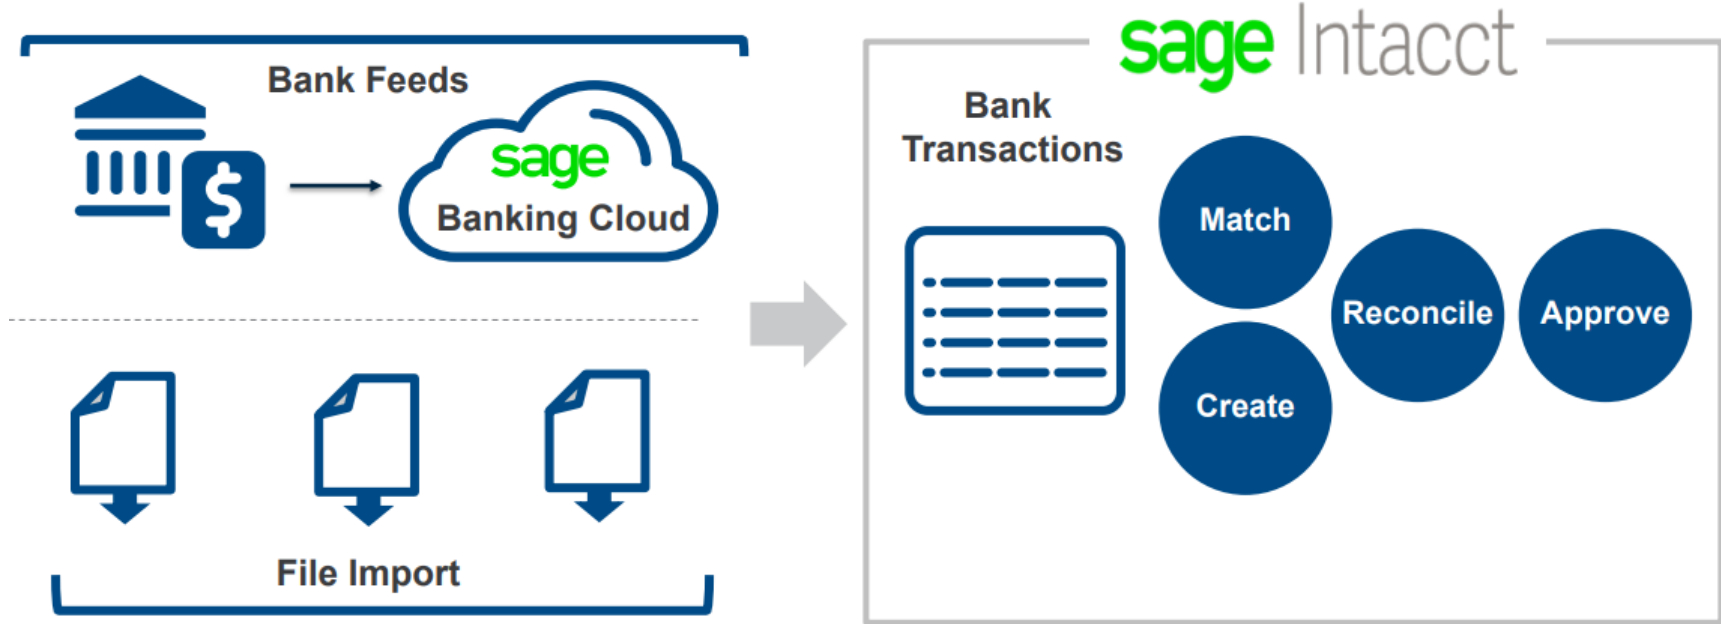 Bank Feeds
sage
Banking Cloud
$
File Import
sage Intacct
Bank
Transactions
Match
Create
Reconcile
Approve